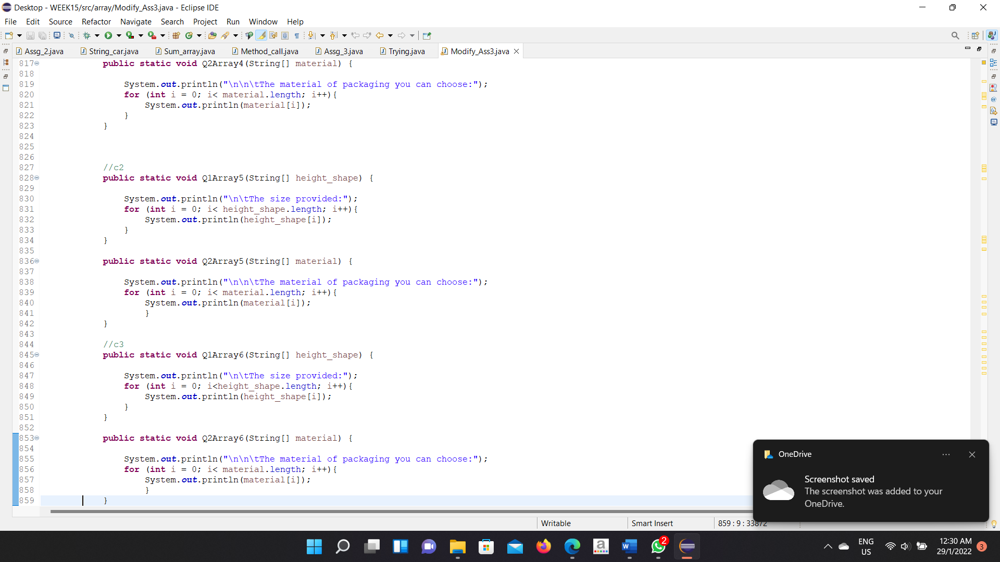 Desktop - WEEK15/src/array/Modify_Ass3.java - Eclipse IDE
File Edit Source Refactor Navigate Search Project Run Window Help
Assg_2.java String_car.java Sum_array.java Method_call.java Assg_3.java Trying.java Modify_Ass3.java
817 public static void Q2Array4(String[] material) {
818
819 System.out.println("\n\n\tThe material of packaging you can choose:");
820 for (int i = 0; i< material.length; i++){
821 System.out.println(material[i]);
822 }
823 }
824
825
826
827 //c2
828 public static void Q1Array5(String[] height_shape) {
829
830 System.out.println("\n\tThe size provided:");
831 for (int i = 0; i< height_shape.length; i++){
832 System.out.println(height_shape[i]);
833 }
834 }
835
836 public static void Q2Array5(String[] material) {
837
838 System.out.println("\n\n\tThe material of packaging you can choose:");
839 for (int i = 0; i< material.length; i++){
840 System.out.println(material[i]);
841 }
842 }
843
844 //c3
845 public static void Q1Array6(String[] height_shape) {
846
847 System.out.println("\n\tThe size provided:");
848 for (int i = 0; i<height_shape.length; i++){
849 System.out.println(height_shape[i]);
850 }
851 }
852
853 public static void Q2Array6(String[] material) {
854
855 System.out.println("\n\n\tThe material of packaging you can choose:");
856 for (int i = 0; i< material.length; i++){
857 System.out.println(material[i]);
858 }
859 }
OneDrive
Screenshot saved
The screenshot was added to your
OneDrive.
Writable Smart Insert 859 : 9 : 33872
2
ENG
US
12:30 AM
29/1/2022
3